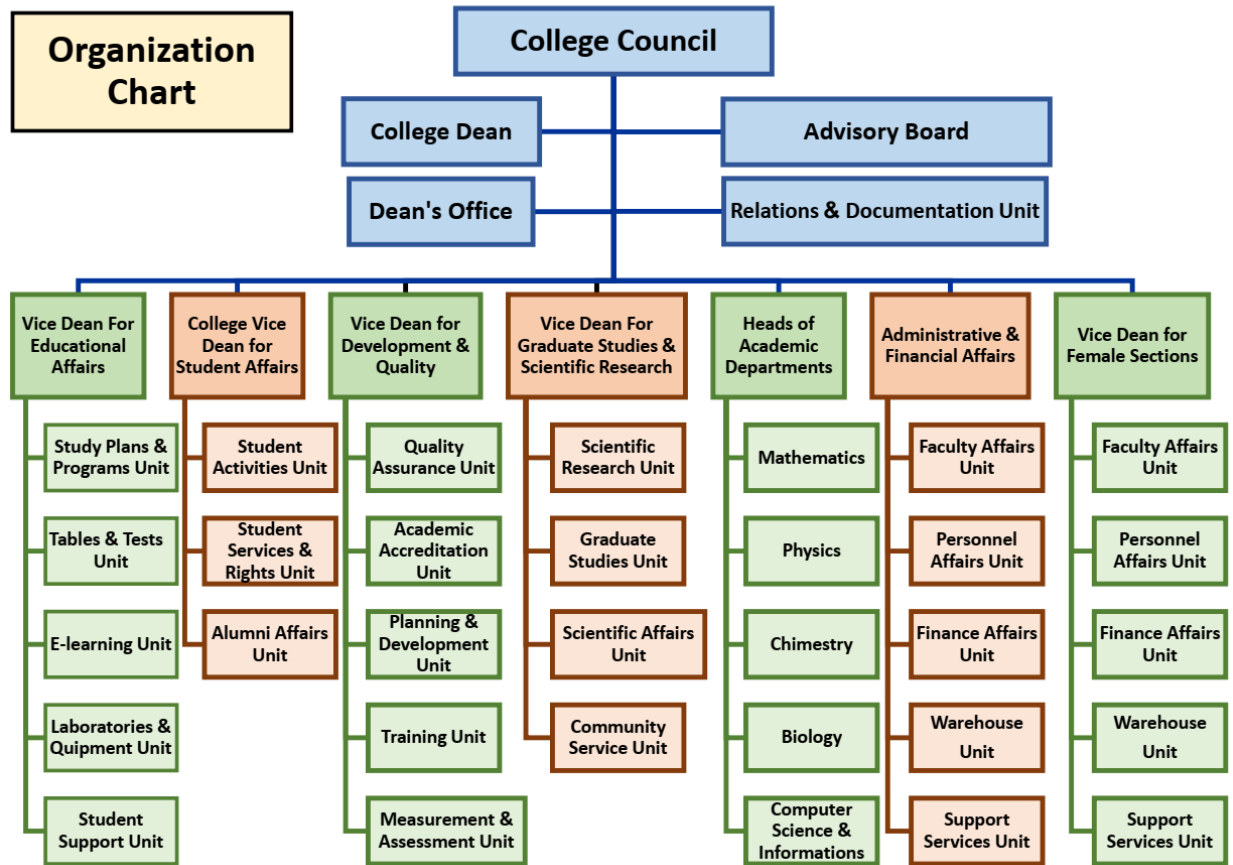 Organization
Chart
College Council
College Dean
Advisory Board
Dean's Office
Relations & Documentation Unit
Vice Dean For
Educational
Affairs
College Vice
Dean for
Student Affairs
Vice Dean for
Development &
Quality
Vice Dean For
Graduate Studies &
Scientific Research
Heads of
Academic
Departments
Administrative &
Financial Affairs
Vice Dean for
Female Sections
Study Plans &
Programs Unit
Tables & Tests
Unit
E-learning Unit
Laboratories &
Quipment Unit
Student
Support Unit
Student
Activities Unit
Student
Services &
Rights Unit
Alumni Affairs
Unit
Quality
Assurance Unit
Academic
Accreditation
Unit
Planning &
Development
Unit
Training Unit
Measurement &
Assessment Unit
Scientific
Research Unit
Graduate
Studies Unit
Scientific Affairs
Unit
Community
Service Unit
Mathematics
Physics
Chimestry
Biology
Computer
Science &
Informations
Faculty Affairs
Unit
Personnel
Affairs Unit
Finance Affairs
Unit
Warehouse
Unit
Support
Services Unit
Faculty Affairs
Unit
Personnel
Affairs Unit
Finance Affairs
Unit
Warehouse
Unit
Support
Services Unit